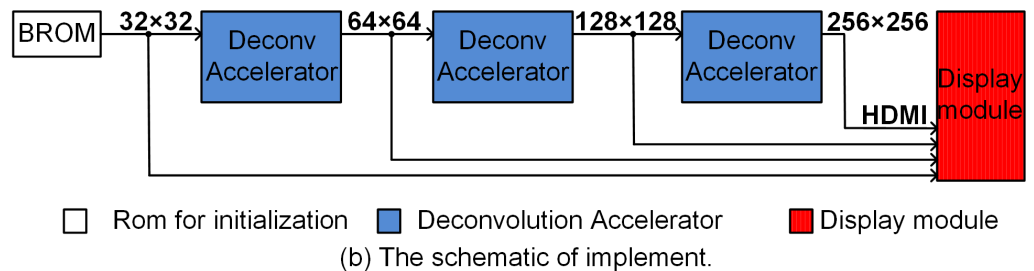 BROM
32×32
Deconv
Accelerator
64×64
Deconv
Accelerator
128×128
Deconv
Accelerator
256×256
HDMI
Display
module
Rom for initialization
Deconvolution Accelerator
Display module
(b) The schematic of implement.